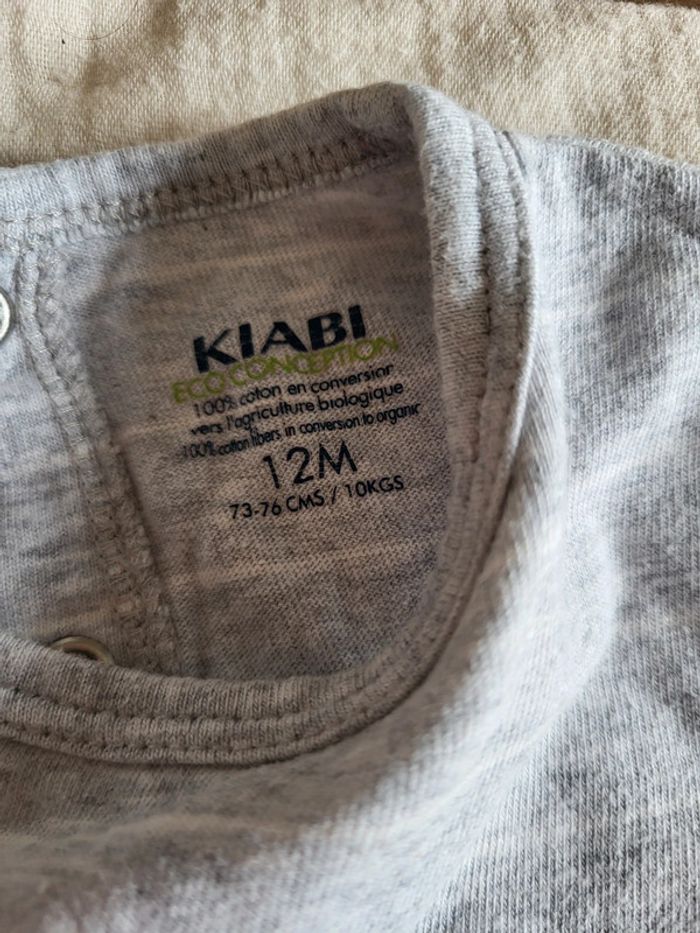 KIABI
ECO CONCEPTION
100% coton en conversion
vers l'agriculture biologique
100% cotton fibers in conversion to organic
12M
73-76 CMS / 10KGS